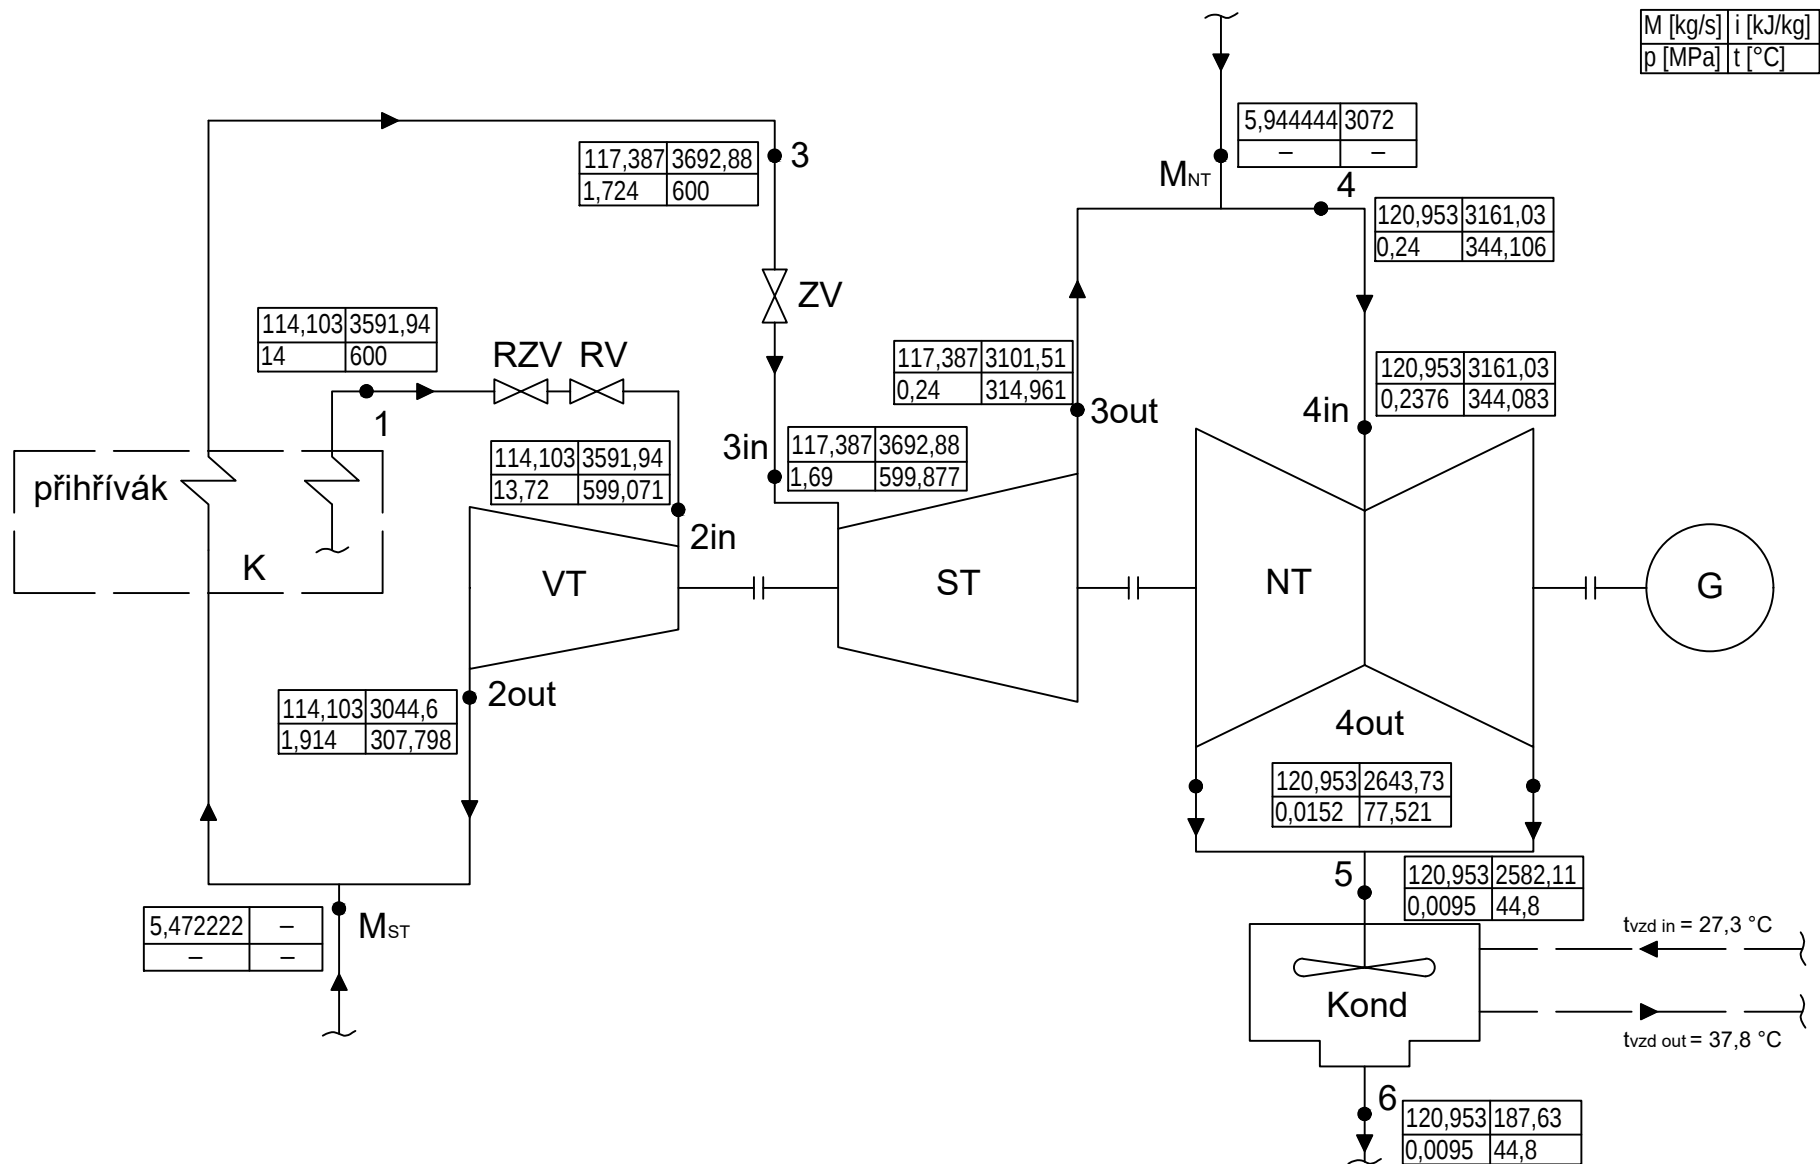 M [kg/s] i [kJ/kg]
p [MPa] t [°C]
5,944444 3072
– –
MNT
4
117,387 3692,88
1,724 600
3
120,953 3161,03
0,24 344,106
ZV
114,103 3591,94
14 600
1
RZV RV
117,387 3101,51
0,24 314,961
3out
120,953 3161,03
0,2376 344,083
4in
přihřívák
K
114,103 3591,94
13,72 599,071
2in
3in
117,387 3692,88
1,69 599,877
VT
ST
NT
G
114,103 3044,6
1,914 307,798
2out
4out
120,953 2643,73
0,0152 77,521
5
120,953 2582,11
0,0095 44,8
5,472222 –
– –
MST
tvzd in = 27,3 °C
Kond
tvzd out = 37,8 °C
6
120,953 187,63
0,0095 44,8